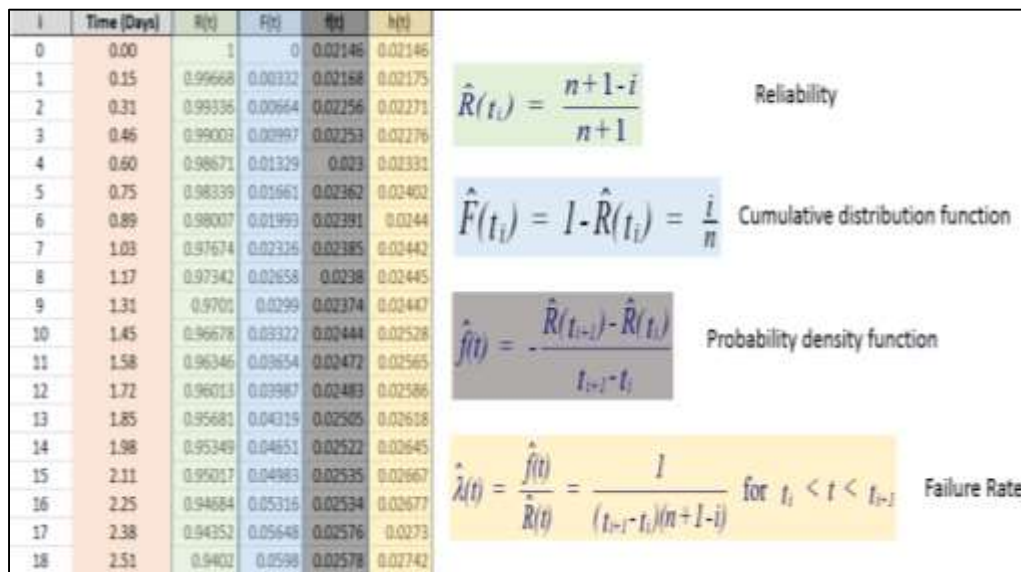 i Time (Days) R(t) F(t) f(t) h(t)
0 0.00 1 0 0.02146 0.02146
1 0.15 0.99668 0.00332 0.02168 0.02175
2 0.31 0.99336 0.00664 0.02256 0.02271
3 0.46 0.99003 0.00997 0.02253 0.02276
4 0.60 0.98671 0.01329 0.023 0.02331
5 0.75 0.98339 0.01661 0.02362 0.02402
6 0.89 0.98007 0.01993 0.02391 0.0244
7 1.03 0.97674 0.02326 0.02385 0.02442
8 1.17 0.97342 0.02658 0.0238 0.02445
9 1.31 0.9701 0.0299 0.02374 0.02447
10 1.45 0.96678 0.03322 0.02444 0.02528
11 1.58 0.96346 0.03654 0.02472 0.02565
12 1.72 0.96013 0.03987 0.02483 0.02586
13 1.85 0.95681 0.04319 0.02505 0.02618
14 1.98 0.95349 0.04651 0.02522 0.02645
15 2.11 0.95017 0.04983 0.02535 0.02667
16 2.25 0.94684 0.05316 0.02534 0.02677
17 2.38 0.94352 0.05648 0.02576 0.0273
18 2.51 0.9402 0.0598 0.02578 0.02742
R̂(tᵢ) = (n+1-i)/(n+1) Reliability
F̂(tᵢ) = 1-R̂(tᵢ) = i/n Cumulative distribution function
f̂(t) = -(R̂(tᵢ₊₁)-R̂(tᵢ))/(tᵢ₊₁-tᵢ) Probability density function
λ̂(t) = f̂(t)/R̂(t) = 1/((tᵢ₊₁-tᵢ)(n+1-i)) for tᵢ < t < tᵢ₊₁ Failure Rate